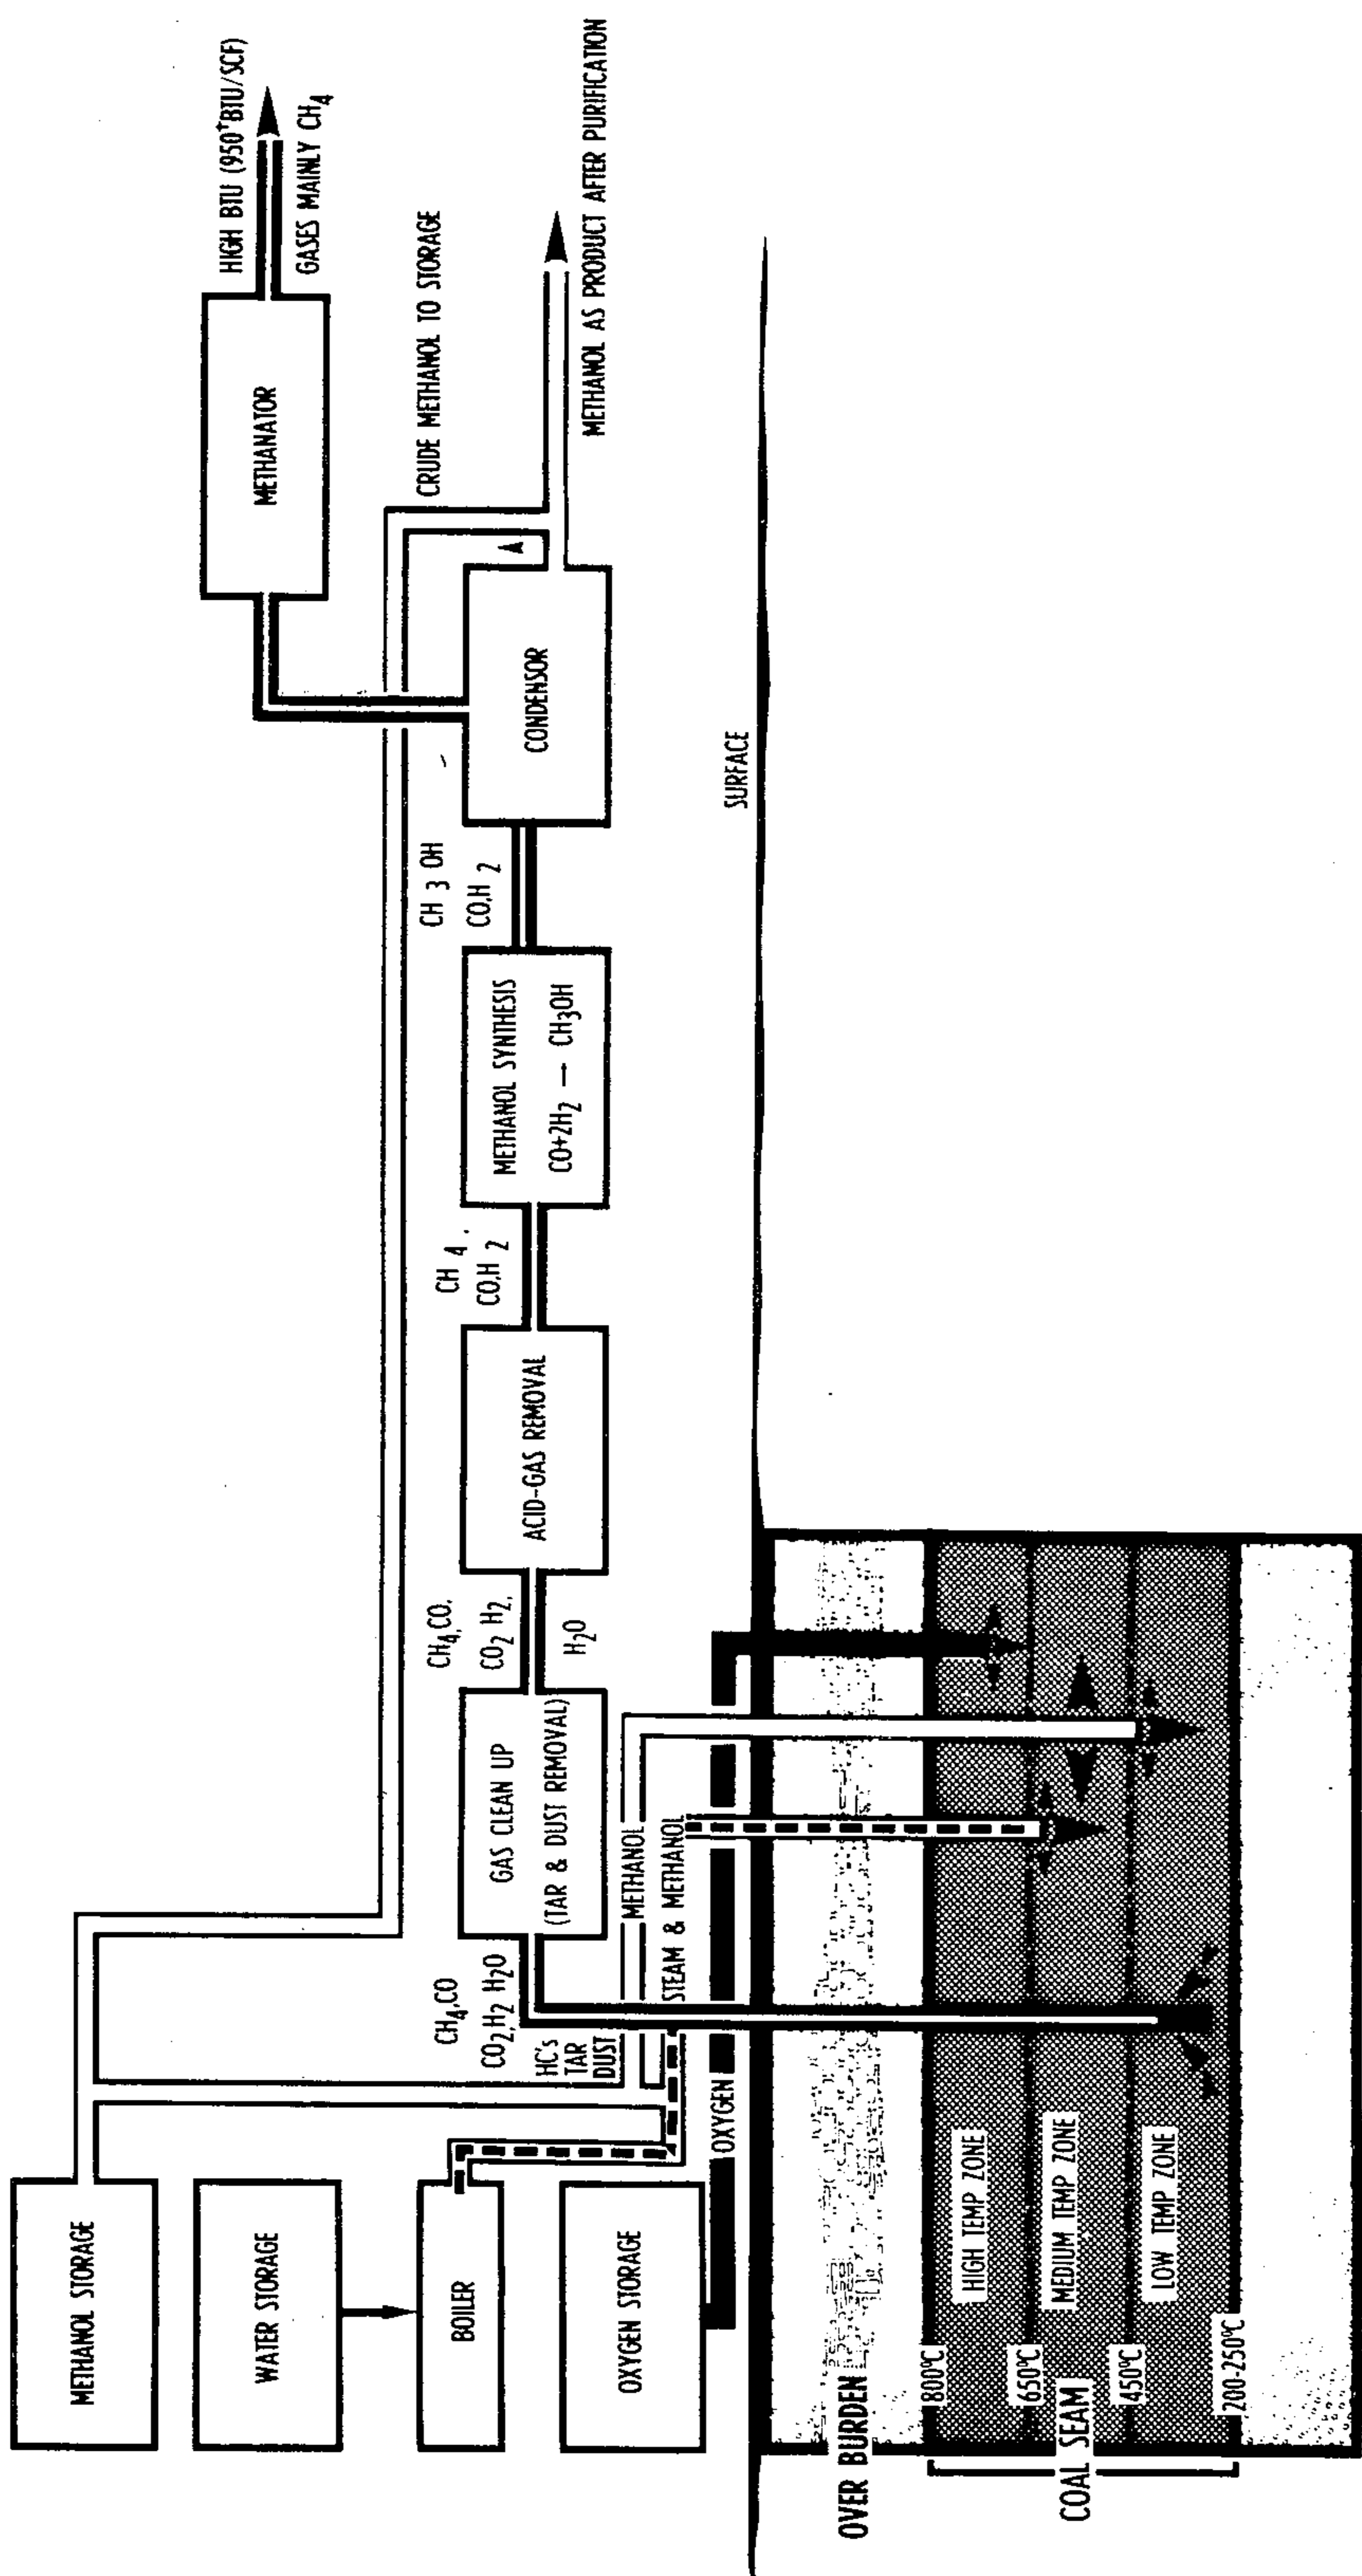 METHANOL STORAGE
WATER STORAGE
BOILER
OXYGEN STORAGE
CH4,CO
CO2,H2 H2O
HC's
TAR
DUST
METHANOL
STEAM & METHANOL
OXYGEN
GAS CLEAN UP
(TAR & DUST REMOVAL)
CH4,CO,
CO2 H2,
H2O
ACID-GAS REMOVAL
CH 4 ,
CO,H 2
METHANOL SYNTHESIS
CO+2H2 → CH3OH
CH 3 OH
CO,H 2
CONDENSOR
METHANATOR
HIGH BTU (950+BTU/SCF)
GASES MAINLY CH4
CRUDE METHANOL TO STORAGE
METHANOL AS PRODUCT AFTER PURIFICATION
SURFACE
OVER BURDEN
COAL SEAM
800°C
HIGH TEMP ZONE
650°C
MEDIUM TEMP ZONE
450°C
LOW TEMP ZONE
200-250°C